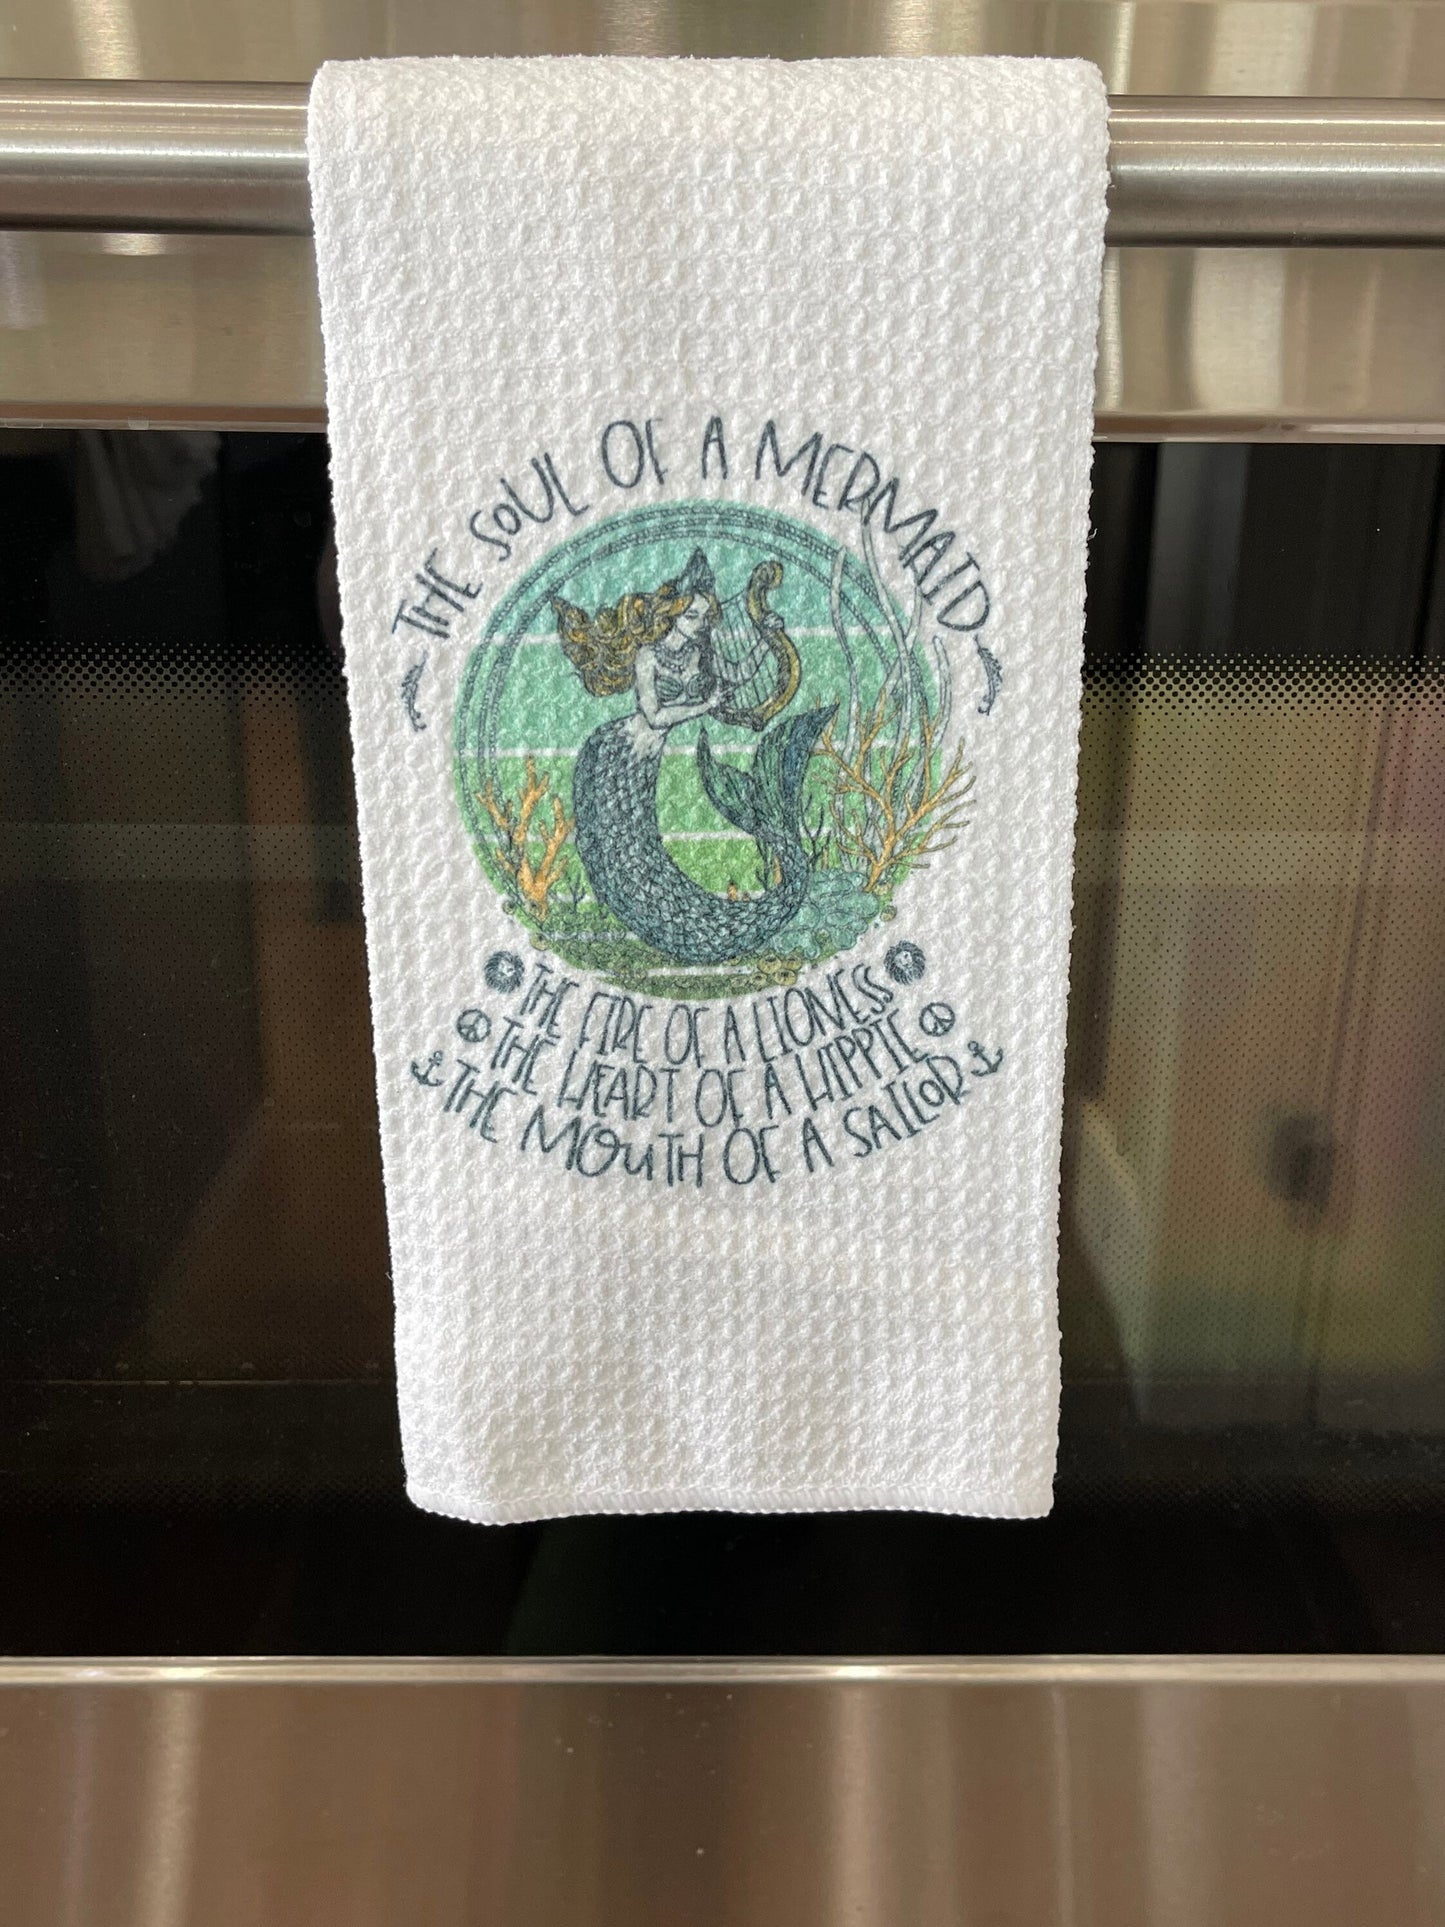 THE SOUL OF A MERMAID
THE FIRE OF A LIONESS
THE HEART OF A HIPPIE
THE MOUTH OF A SAILOR